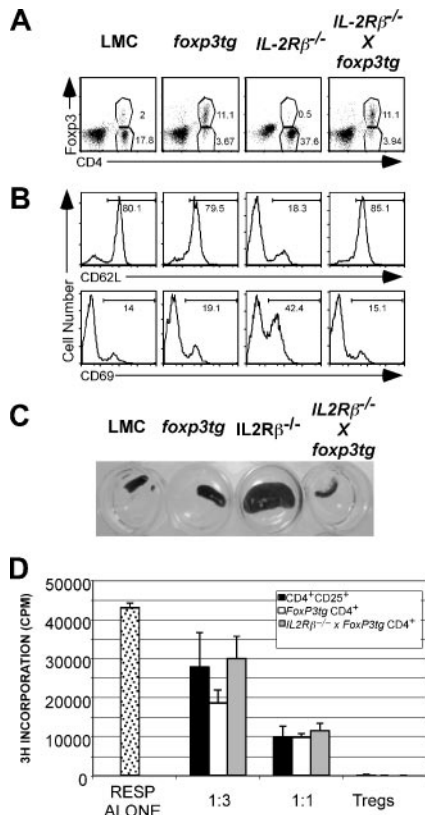 A
LMC
foxp3tg
IL-2Rβ-/-
IL-2Rβ-/-
X
foxp3tg
Foxp3
2
17.8
11.1
3.67
0.5
37.6
11.1
3.94
CD4
B
80.1
79.5
18.3
85.1
CD62L
Cell Number
14
19.1
42.4
15.1
CD69
C
LMC
foxp3tg
IL2Rβ-/-
IL2Rβ-/-
X
foxp3tg
D
3H INCORPORATION (CPM)
50000
40000
30000
20000
10000
0
CD4+CD25+
FoxP3tg CD4+
IL2Rβ-/- x FoxP3tg CD4+
RESP
ALONE
1:3
1:1
Tregs